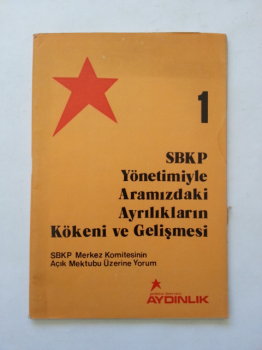 1
SBKP
Yönetimiyle
Aramızdaki
Ayrılıkların
Kökeni ve Gelişmesi
SBKP Merkez Komitesinin
Açık Mektubu Üzerine Yorum
AYDINLIK